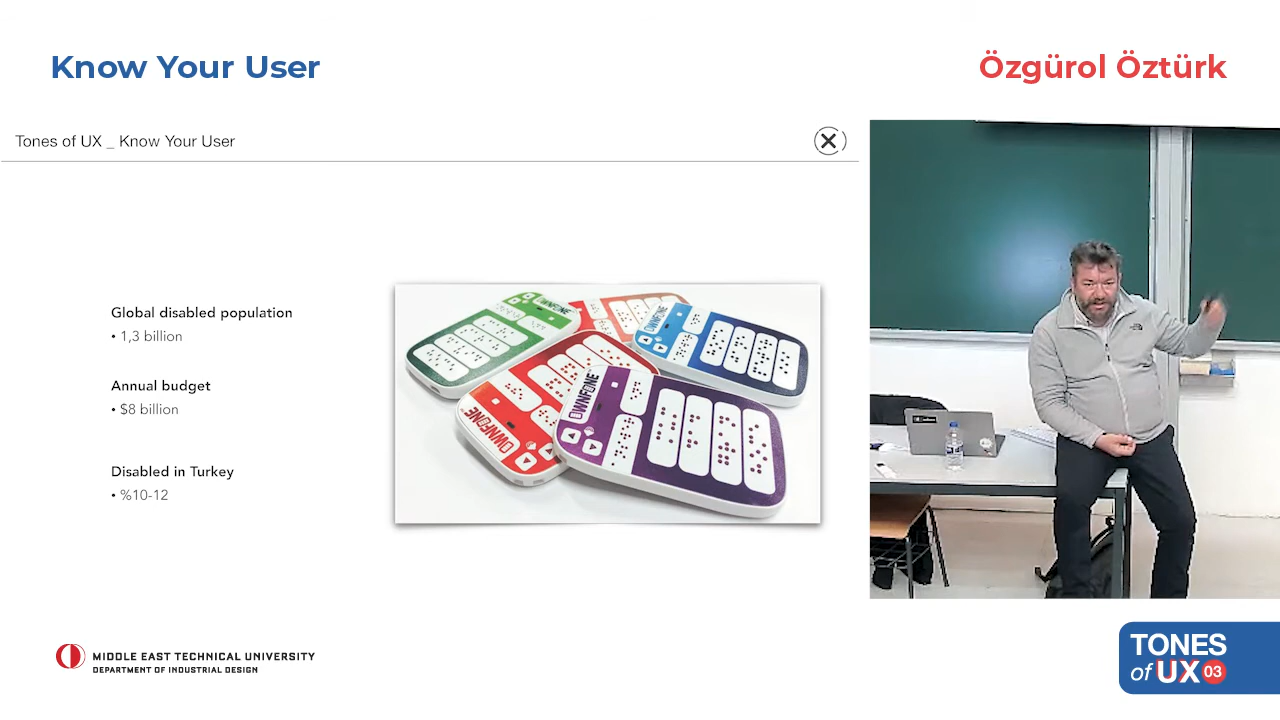 Know Your User
Özgürol Öztürk
Tones of UX _ Know Your User
Global disabled population
• 1,3 billion
Annual budget
• $8 billion
Disabled in Turkey
• %10-12
OWNFONE
OWNFONE
OWNFONE
OWNFONE
OWNFONE
MIDDLE EAST TECHNICAL UNIVERSITY
DEPARTMENT OF INDUSTRIAL DESIGN
TONES
of UX 03